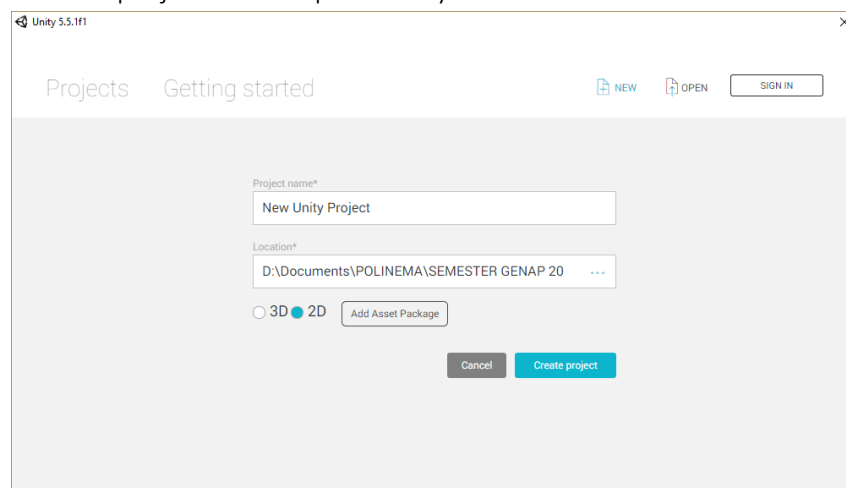 Unity 5.5.1f1
Projects Getting started NEW OPEN SIGN IN
Project name*
New Unity Project
Location*
D:\Documents\POLINEMA\SEMESTER GENAP 20 ...
3D 2D Add Asset Package
Cancel Create project